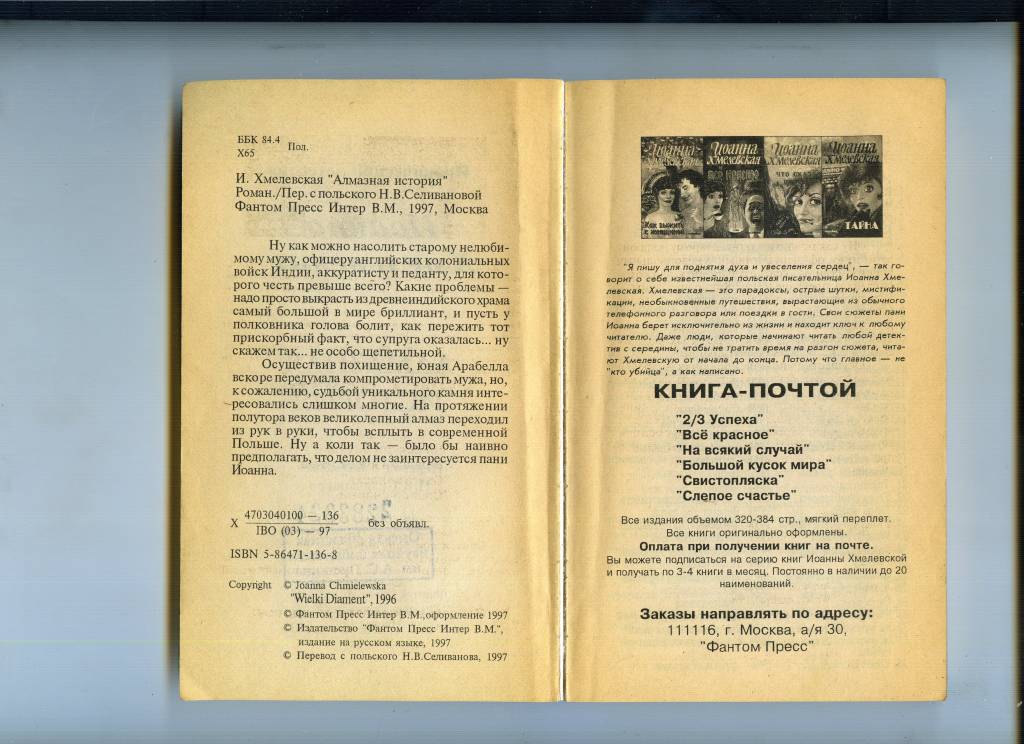 ББК 84.4 Пол.
Х65
И. Хмелевская "Алмазная история"
Роман./Пер. с польского Н.В.Селивановой
Фантом Пресс Интер В.М., 1997, Москва
Ну как можно насолить старому нелюби-
мому мужу, офицеру английских колониальных
войск Индии, аккуратисту и педанту, для кото-
рого честь превыше всего? Какие проблемы —
надо просто выкрасть из древнеиндийского храма
самый большой в мире бриллиант, и пусть у
полковника голова болит, как пережить тот
прискорбный факт, что супруга оказалась... ну
скажем так... не особо щепетильной.
Осуществив похищение, юная Арабелла
вскоре передумала компрометировать мужа, но,
к сожалению, судьбой уникального камня инте-
ресовались слишком многие. На протяжении
полутора веков великолепный алмаз переходил
из рук в руки, чтобы всплыть в современной
Польше. Ну а коли так — было бы наивно
предполагать, что делом не заинтересуется пани
Иоанна.
Х 4703040100 — 136 без объявл.
IBO (03) — 97
ISBN 5-86471-136-8
Copyright © Joanna Chmielewska
"Wielki Diament", 1996
© Фантом Пресс Интер В.М.,оформление 1997
© Издательство "Фантом Пресс Интер В.М.",
издание на русском языке, 1997
© Перевод с польского Н.В.Селиванова, 1997
Иоанна Хмелевская
Как выжить с мужчиной
Иоанна Хмелевская
Всё красное
Иоанна Хмелевская
Иоанна Хмелевская
ТАЙНА
"Я пишу для поднятия духа и увеселения сердец", — так го-
ворит о себе известнейшая польская писательница Иоанна Хме-
левская. Хмелевская — это парадоксы, острые шутки, мистифи-
кации, необыкновенные путешествия, вырастающие из обычного
телефонного разговора или поездки в гости. Свои сюжеты пани
Иоанна берет исключительно из жизни и находит ключ к любому
читателю. Даже люди, которые начинают читать любой детек-
тив с середины, чтобы не тратить время на разгон сюжета, чита-
ют Хмелевскую от начала до конца. Потому что главное — не
"кто убийца", а как написано.
КНИГА-ПОЧТОЙ
"2/3 Успеха"
"Всё красное"
"На всякий случай"
"Большой кусок мира"
"Свистопляска"
"Слепое счастье"
Все издания объемом 320-384 стр., мягкий переплет.
Все книги оригинально оформлены.
Оплата при получении книг на почте.
Вы можете подписаться на серию книг Иоанны Хмелевской
и получать по 3-4 книги в месяц. Постоянно в наличии до 20
наименований.
Заказы направлять по адресу:
111116, г. Москва, а/я 30,
"Фантом Пресс"